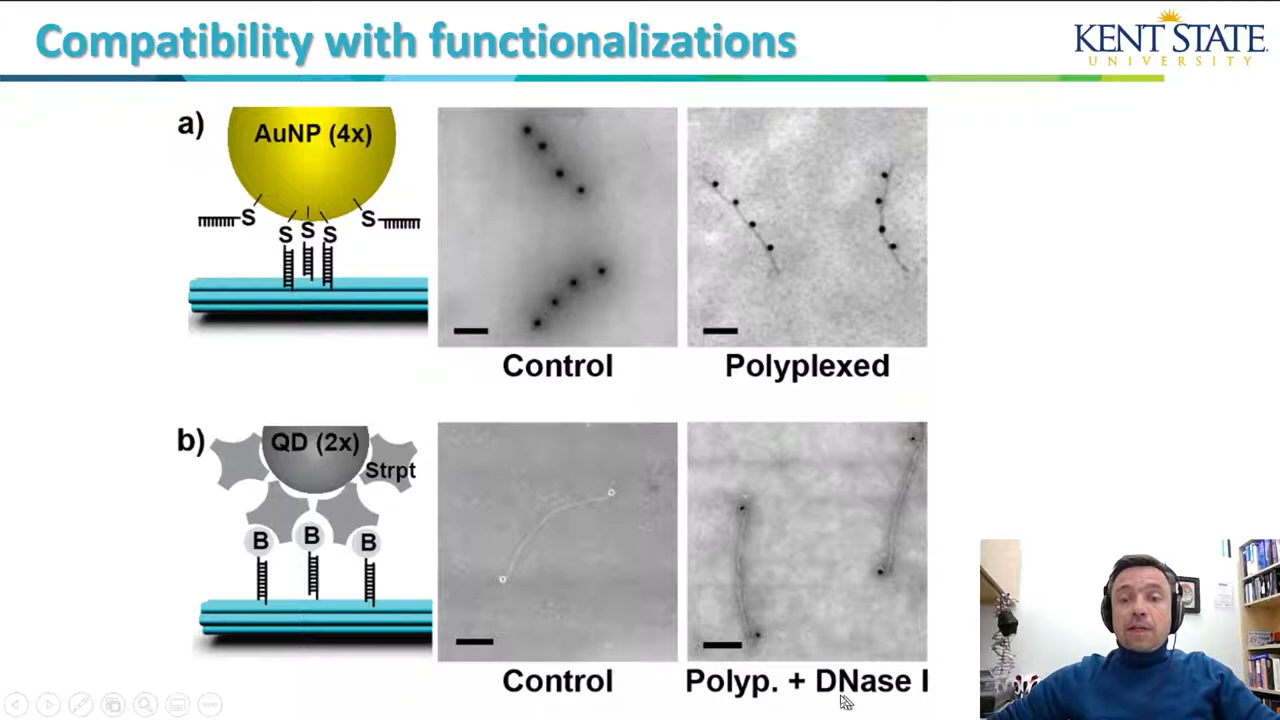 Compatibility with functionalizations
KENT STATE
UNIVERSITY
a)
AuNP (4x)
S
S
S
S
S
Control
Polyplexed
b)
QD (2x)
Strpt
B
B
B
Control
Polyp. + DNase I